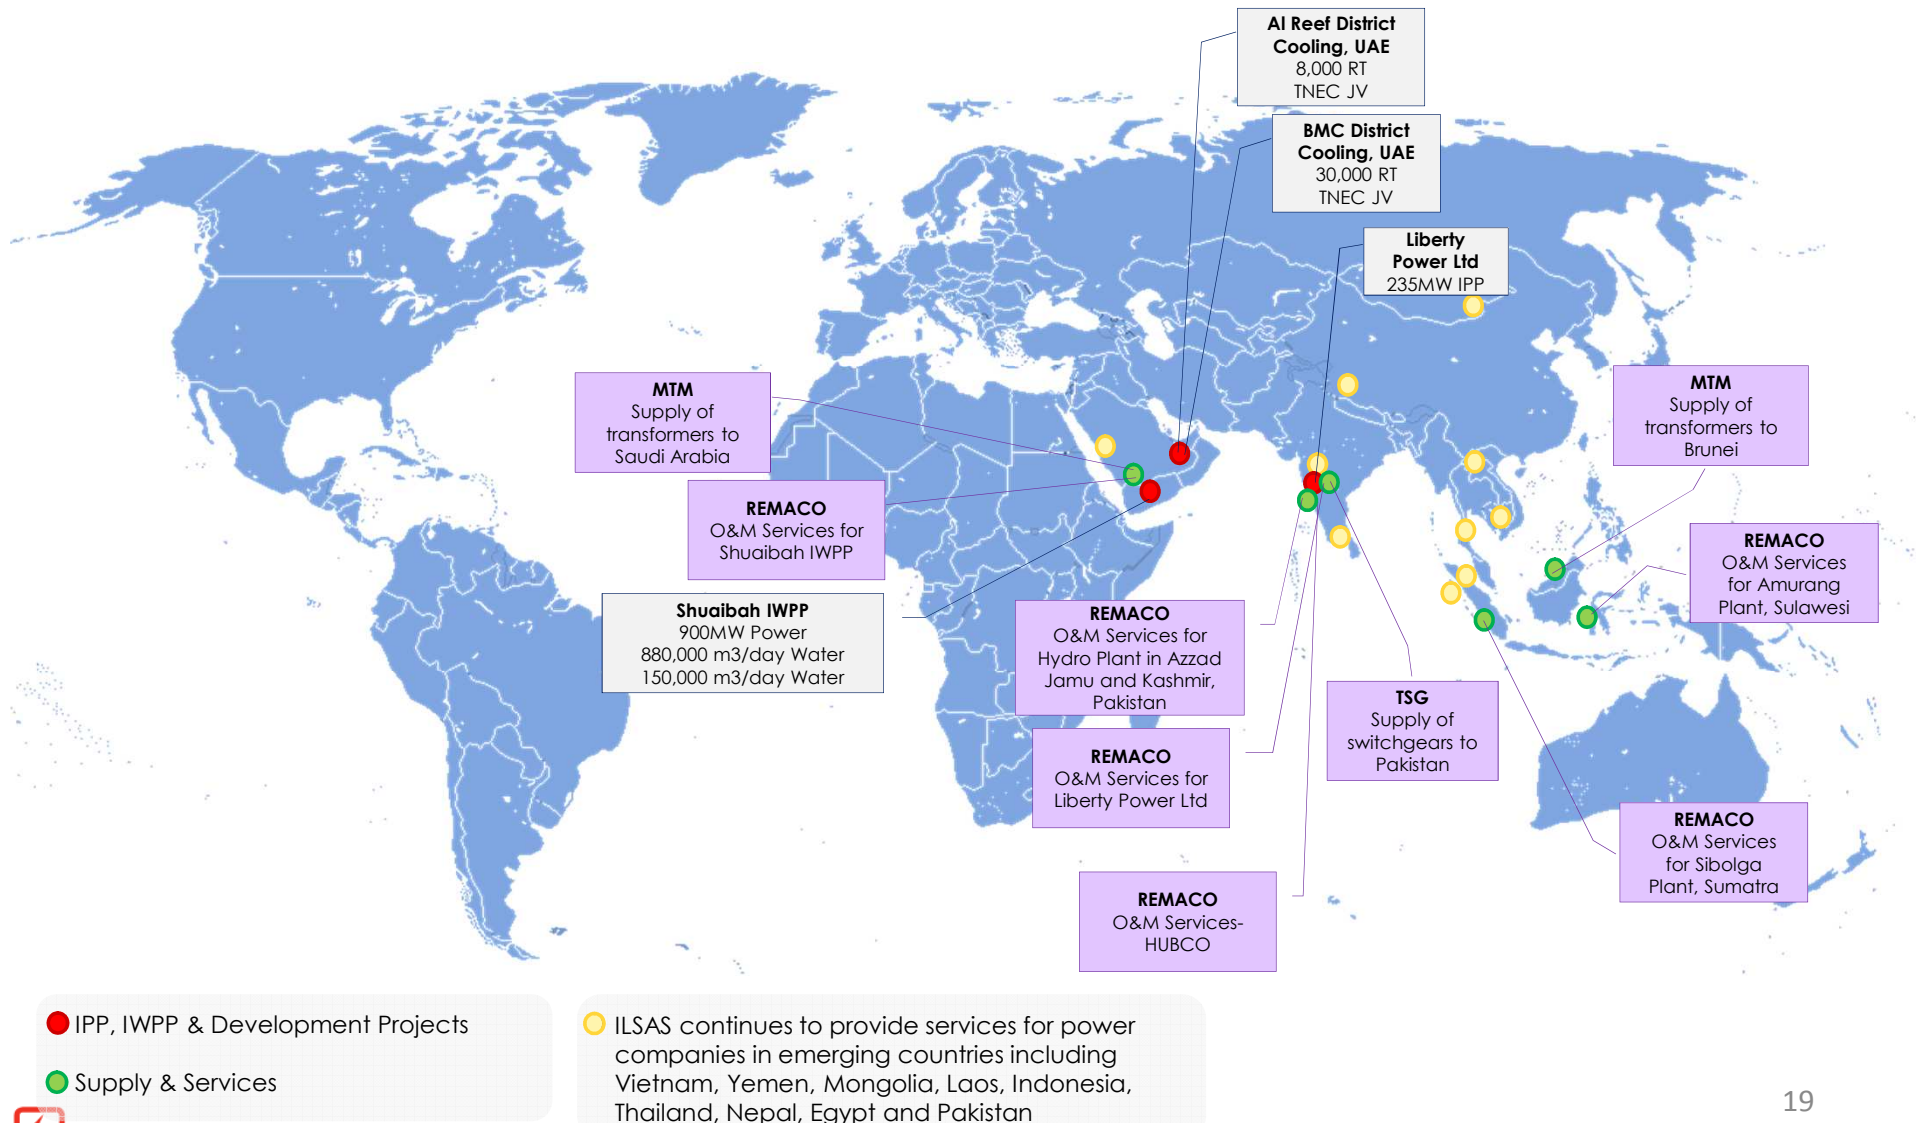 Al Reef District
Cooling, UAE
8,000 RT
TNEC JV
BMC District
Cooling, UAE
30,000 RT
TNEC JV
Liberty
Power Ltd
235MW IPP
MTM
Supply of
transformers to
Saudi Arabia
MTM
Supply of
transformers to
Brunei
REMACO
O&M Services for
Shuaibah IWPP
REMACO
O&M Services
for Amurang
Plant, Sulawesi
Shuaibah IWPP
900MW Power
880,000 m3/day Water
150,000 m3/day Water
REMACO
O&M Services for
Hydro Plant in Azzad
Jamu and Kashmir,
Pakistan
TSG
Supply of
switchgears to
Pakistan
REMACO
O&M Services for
Liberty Power Ltd
REMACO
O&M Services
for Sibolga
Plant, Sumatra
REMACO
O&M Services-
HUBCO
IPP, IWPP & Development Projects
Supply & Services
ILSAS continues to provide services for power
companies in emerging countries including
Vietnam, Yemen, Mongolia, Laos, Indonesia,
Thailand, Nepal, Egypt and Pakistan
19